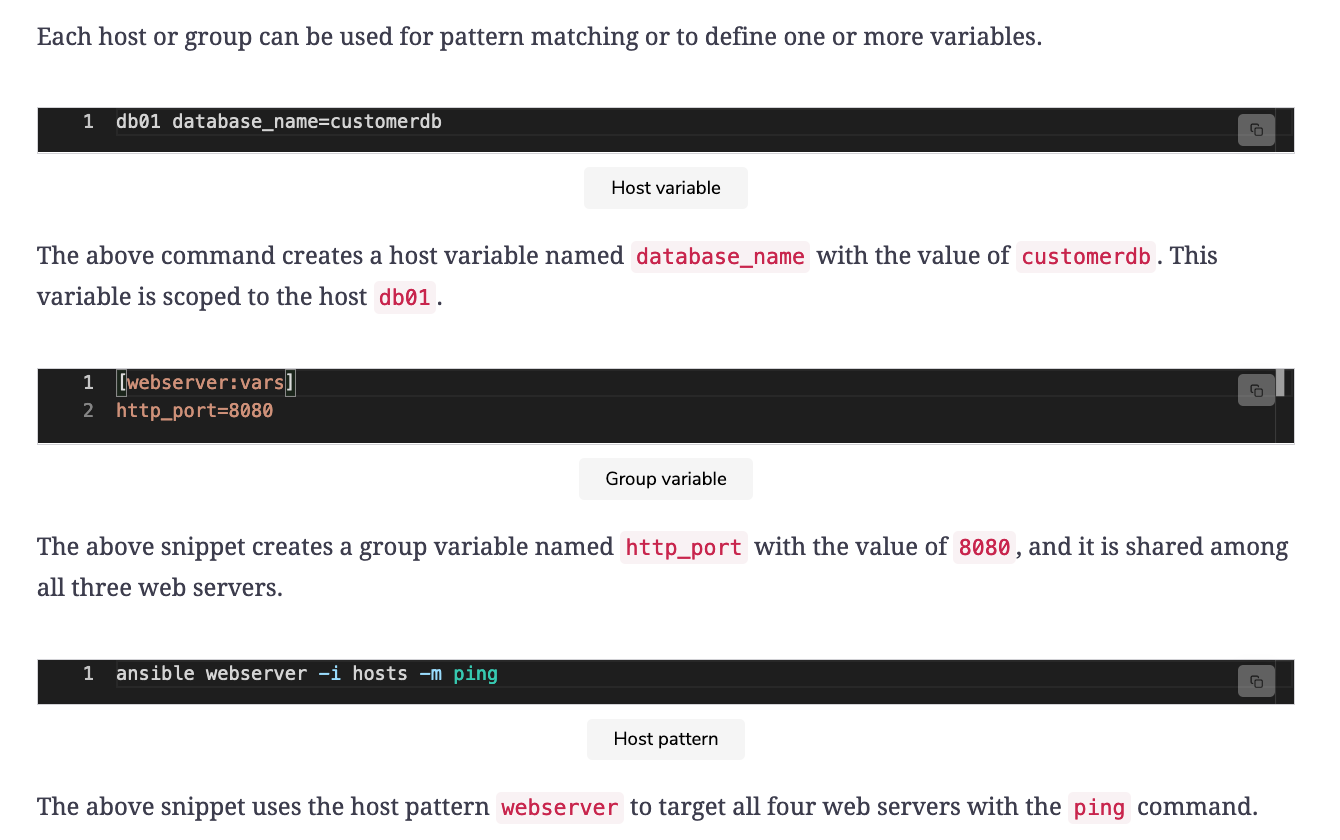 Each host or group can be used for pattern matching or to define one or more variables.
1 db01 database_name=customerdb
Host variable
The above command creates a host variable named database_name with the value of customerdb. This
variable is scoped to the host db01.
1 [webserver:vars]
2 http_port=8080
Group variable
The above snippet creates a group variable named http_port with the value of 8080, and it is shared among
all three web servers.
1 ansible webserver -i hosts -m ping
Host pattern
The above snippet uses the host pattern webserver to target all four web servers with the ping command.